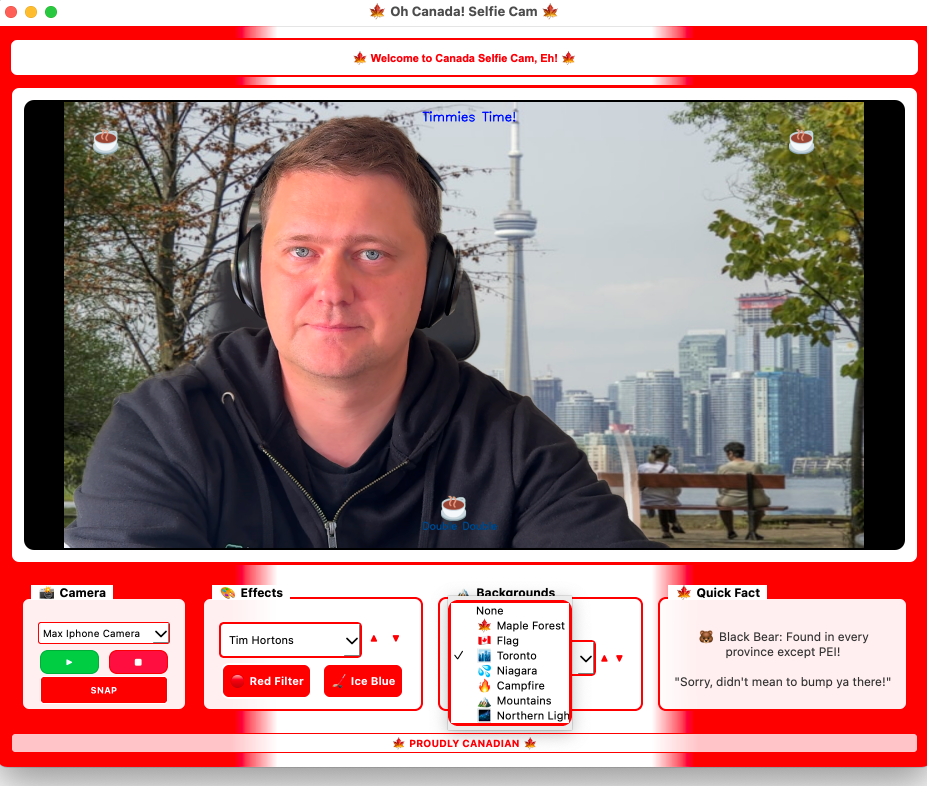 Oh Canada! Selfie Cam
Welcome to Canada Selfie Cam, Eh!
Timmies Time!
Double Double
Camera
Max Iphone Camera
SNAP
Effects
Tim Hortons
Red Filter
Ice Blue
Backgrounds
None
Maple Forest
Flag
Toronto
Niagara
Campfire
Mountains
Northern Ligh
Quick Fact
Black Bear: Found in every
province except PEI!
"Sorry, didn't mean to bump ya there!"
PROUDLY CANADIAN